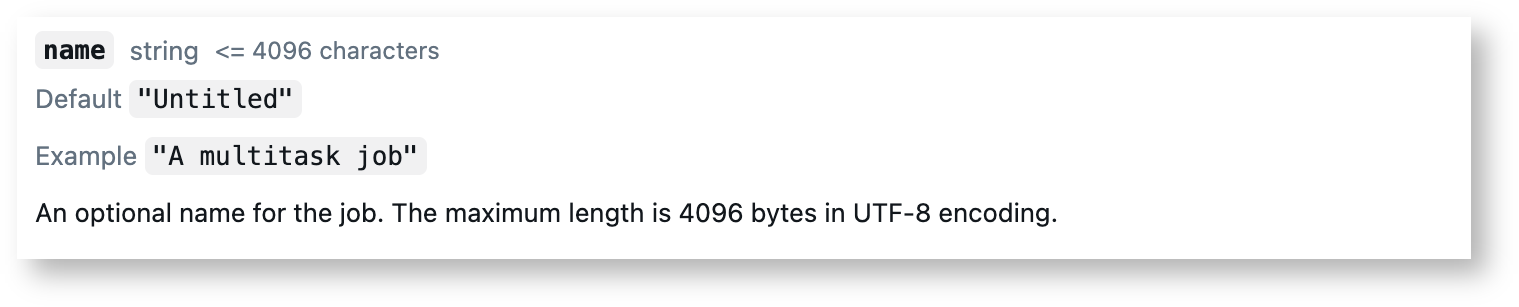 name string <= 4096 characters
Default "Untitled"
Example "A multitask job"
An optional name for the job. The maximum length is 4096 bytes in UTF-8 encoding.